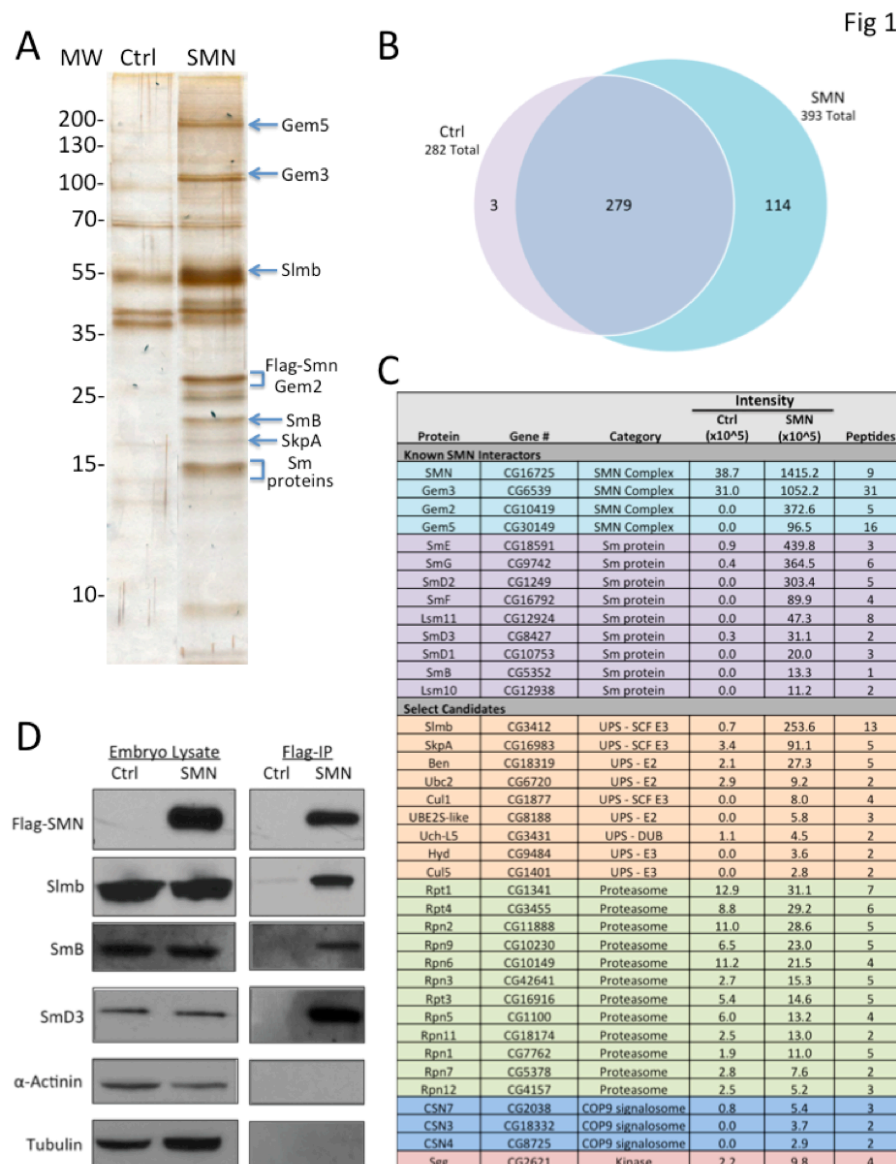 Fig 1
A
MW Ctrl SMN
200-
130-
100-
70-
55-
35-
25-
15-
10-
Gem5
Gem3
Slmb
Flag-Smn
Gem2
SmB
SkpA
Sm
proteins
B
Ctrl
282 Total
SMN
393 Total
3
279
114
C
Intensity
Protein Gene # Category Ctrl (x10^5) SMN (x10^5) Peptides
Known SMN Interactors
SMN CG16725 SMN Complex 38.7 1415.2 9
Gem3 CG6539 SMN Complex 31.0 1052.2 31
Gem2 CG10419 SMN Complex 0.0 372.6 5
Gem5 CG30149 SMN Complex 0.0 96.5 16
SmE CG18591 Sm protein 0.9 439.8 3
SmG CG9742 Sm protein 0.4 364.5 6
SmD2 CG1249 Sm protein 0.0 303.4 5
SmF CG16792 Sm protein 0.0 89.9 4
Lsm11 CG12924 Sm protein 0.0 47.3 8
SmD3 CG8427 Sm protein 0.3 31.1 2
SmD1 CG10753 Sm protein 0.0 20.0 3
SmB CG5352 Sm protein 0.0 13.3 1
Lsm10 CG12938 Sm protein 0.0 11.2 2
Select Candidates
Slmb CG3412 UPS - SCF E3 0.7 253.6 13
SkpA CG16983 UPS - SCF E3 3.4 91.1 5
Ben CG18319 UPS - E2 2.1 27.3 5
Ubc2 CG6720 UPS - E2 2.9 9.2 2
Cul1 CG1877 UPS - SCF E3 0.0 8.0 4
UBE2S-like CG8188 UPS - E2 0.0 5.8 3
Uch-L5 CG3431 UPS - DUB 1.1 4.5 2
Hyd CG9484 UPS - E3 0.0 3.6 2
Cul5 CG1401 UPS - E3 0.0 2.8 2
Rpt1 CG1341 Proteasome 12.9 31.1 7
Rpt4 CG3455 Proteasome 8.8 29.2 6
Rpn2 CG11888 Proteasome 11.0 28.6 5
Rpn9 CG10230 Proteasome 6.5 23.0 5
Rpn6 CG10149 Proteasome 11.2 21.5 4
Rpn3 CG42641 Proteasome 2.7 15.3 5
Rpt3 CG16916 Proteasome 5.4 14.6 5
Rpn5 CG1100 Proteasome 6.0 13.2 4
Rpn11 CG18174 Proteasome 2.5 13.0 2
Rpn1 CG7762 Proteasome 1.9 11.0 5
Rpn7 CG5378 Proteasome 2.8 7.6 2
Rpn12 CG4157 Proteasome 2.5 5.2 3
CSN7 CG2038 COP9 signalosome 0.8 5.4 3
CSN3 CG18332 COP9 signalosome 0.0 3.7 2
CSN4 CG8725 COP9 signalosome 0.0 2.9 2
Sgg CG2621 Kinase 2.2 9.8 4
D
Embryo Lysate Flag-IP
Ctrl SMN Ctrl SMN
Flag-SMN
Slmb
SmB
SmD3
α-Actinin
Tubulin